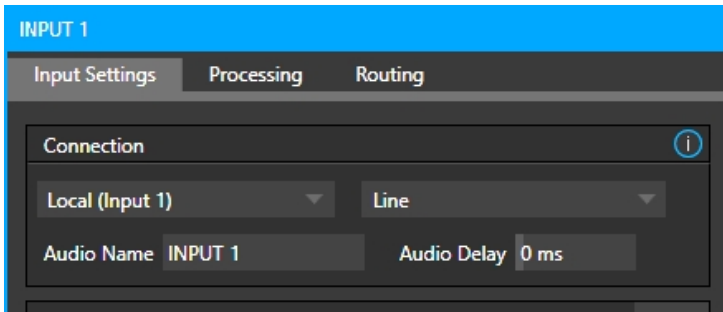 INPUT 1
Input Settings Processing Routing
Connection
Local (Input 1) Line
Audio Name INPUT 1 Audio Delay 0 ms